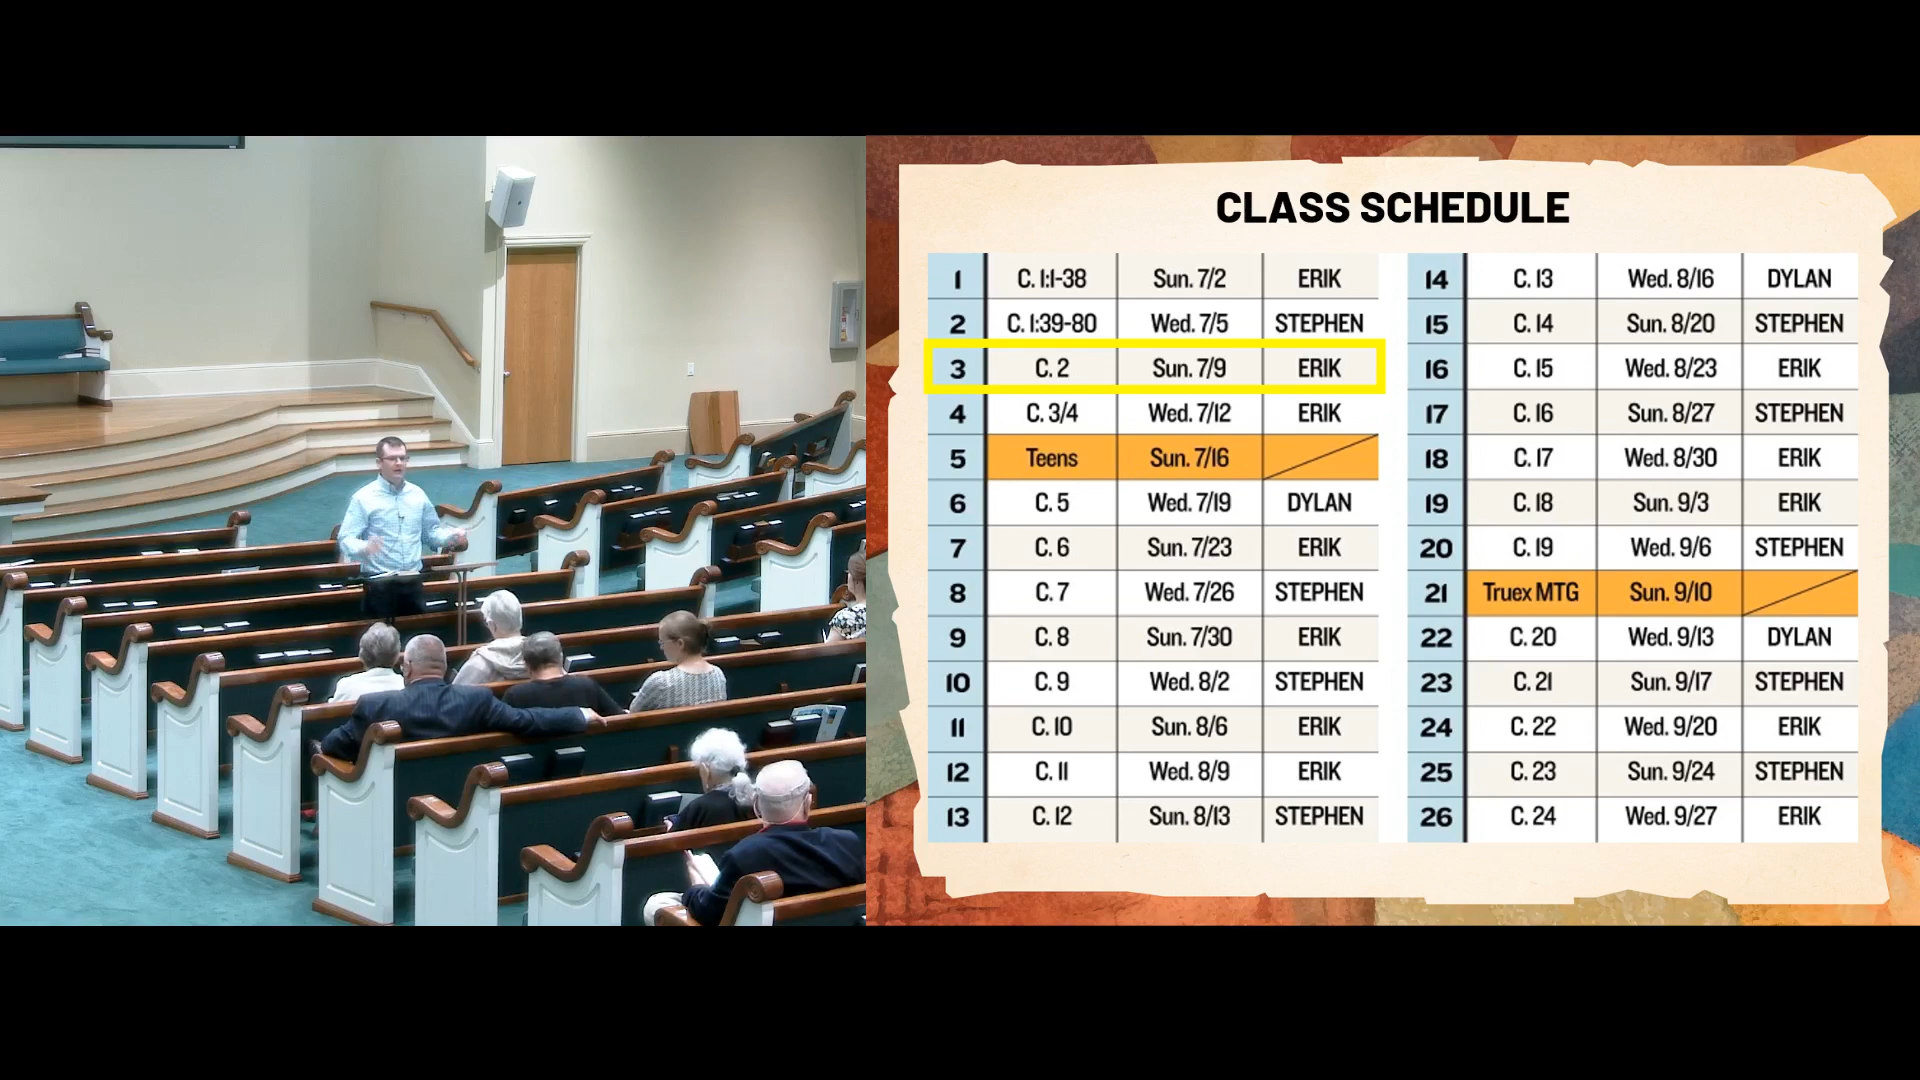 CLASS SCHEDULE
1 C. 1:1-38 Sun. 7/2 ERIK
2 C. 1:39-80 Wed. 7/5 STEPHEN
3 C. 2 Sun. 7/9 ERIK
4 C. 3/4 Wed. 7/12 ERIK
5 Teens Sun. 7/16
6 C. 5 Wed. 7/19 DYLAN
7 C. 6 Sun. 7/23 ERIK
8 C. 7 Wed. 7/26 STEPHEN
9 C. 8 Sun. 7/30 ERIK
10 C. 9 Wed. 8/2 STEPHEN
11 C. 10 Sun. 8/6 ERIK
12 C. 11 Wed. 8/9 ERIK
13 C. 12 Sun. 8/13 STEPHEN
14 C. 13 Wed. 8/16 DYLAN
15 C. 14 Sun. 8/20 STEPHEN
16 C. 15 Wed. 8/23 ERIK
17 C. 16 Sun. 8/27 STEPHEN
18 C. 17 Wed. 8/30 ERIK
19 C. 18 Sun. 9/3 ERIK
20 C. 19 Wed. 9/6 STEPHEN
21 Truex MTG Sun. 9/10
22 C. 20 Wed. 9/13 DYLAN
23 C. 21 Sun. 9/17 STEPHEN
24 C. 22 Wed. 9/20 ERIK
25 C. 23 Sun. 9/24 STEPHEN
26 C. 24 Wed. 9/27 ERIK